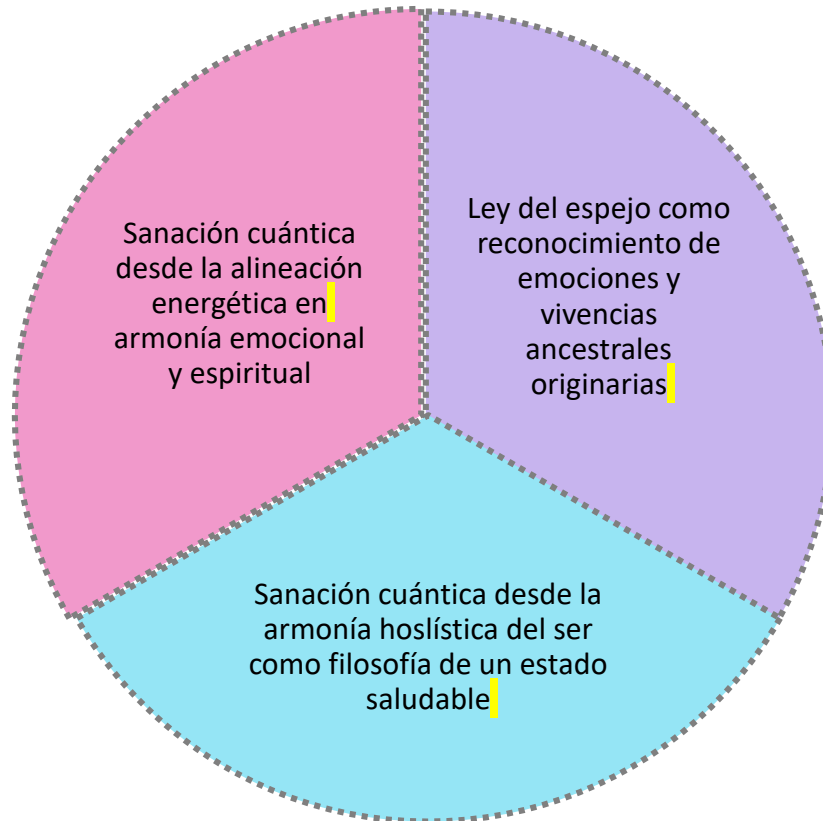 Sanación cuántica
desde la alineación
energética en
armonía emocional
y espiritual
Ley del espejo como
reconocimiento de
emociones y
vivencias
ancestrales
originarias
Sanación cuántica desde la
armonía hoslística del ser
como filosofía de un estado
saludable